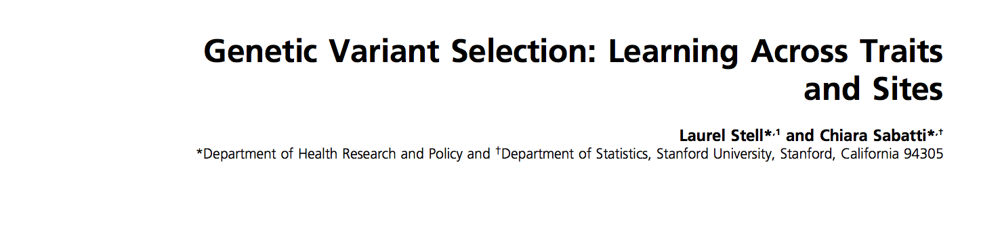 Genetic Variant Selection: Learning Across Traits
and Sites
Laurel Stell*,1 and Chiara Sabatti*,†
*Department of Health Research and Policy and †Department of Statistics, Stanford University, Stanford, California 94305